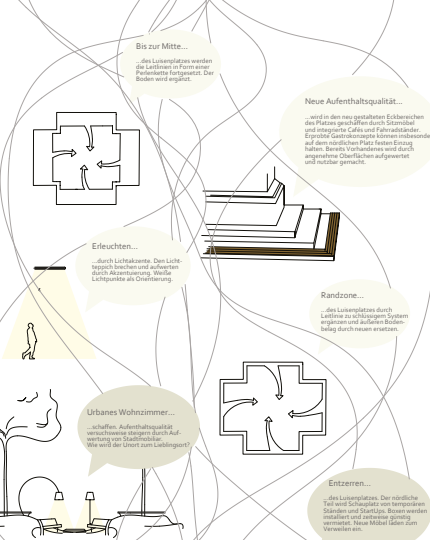 Bis zur Mitte...
...des Luisenplatzes werden
die Leitlinien in Form einer
Perlenkette fortgesetzt. Der
Boden wird ergänzt.
Neue Aufenthaltsqualität...
...wird in den neu gestalteten Eckbereichen
des Platzes geschaffen durch Sitzmöbel
und integrierte Cafés und Fahrradständer.
Erprobte Gastrokonzepte können insbesonde
auf dem nördlichen Platz festen Einzug
halten. Bereits Vorhandenes wird durch
angenehme Oberflächen aufgewertet
und nutzbar gemacht.
Erleuchten...
...durch Lichtakzente. Den Licht-
teppich brechen und aufwerten
durch Akzentuierung. Weiße
Lichtpunkte als Orientierung.
Randzone...
...des Luisenplatzes durch
Leitlinie zu schlüssigem System
ergänzen und äußeren Boden-
belag durch neuen ersetzen.
Urbanes Wohnzimmer...
...schaffen. Aufenthaltsqualität
versuchsweise steigern durch Auf-
wertung von Stadtmobiliar.
Wie wird der Unort zum Lieblingsort?
Entzerren...
...des Luisenplatzes. Der nördliche
Teil wird Schauplatz von temporären
Ständen und StartUps. Boxen werden
installiert und zeitweise günstig
vermietet. Neue Möbel laden zum
Verweilen ein.